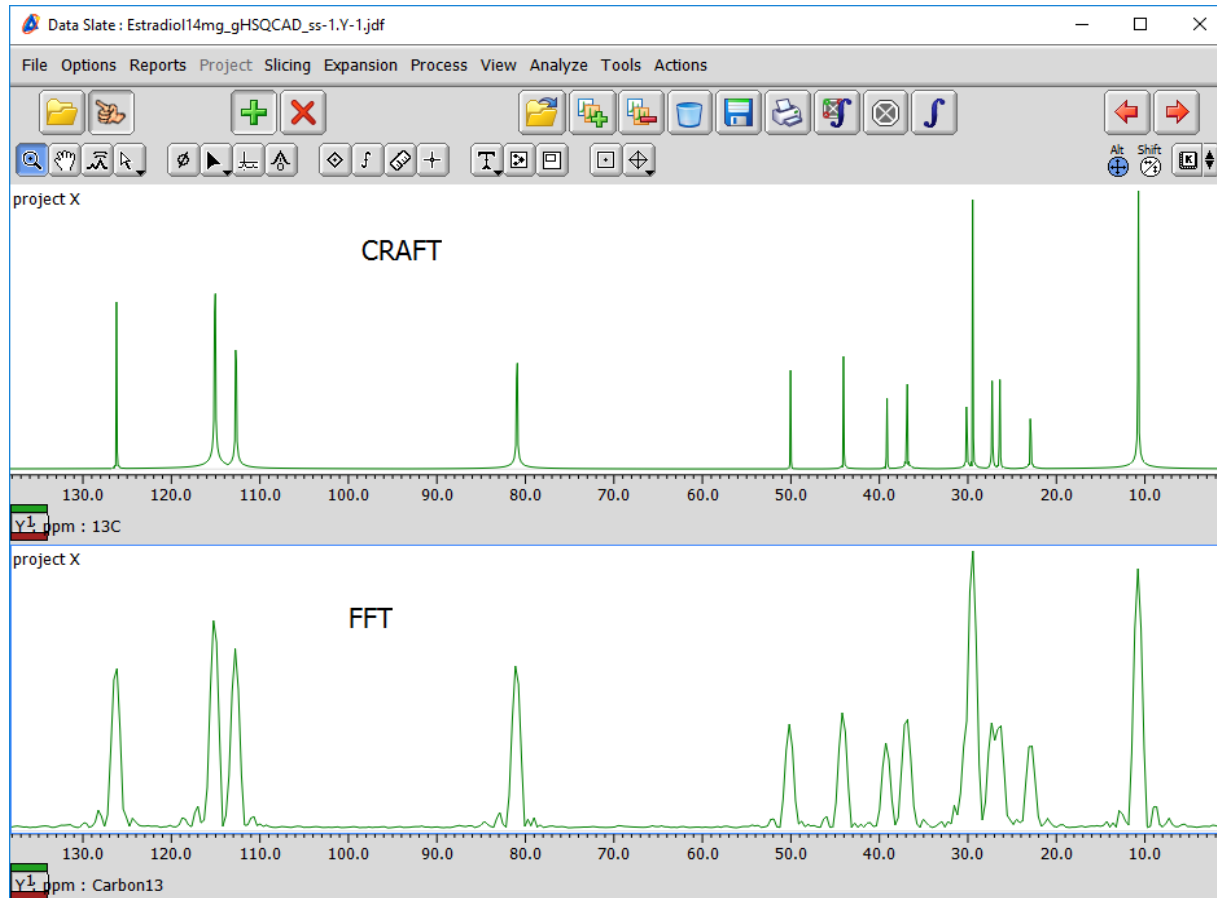 Data Slate : Estradiol14mg_gHSQCAD_ss-1.Y-1.jdf
File Options Reports Project Slicing Expansion Process View Analyze Tools Actions
Alt Shift
K
project X
CRAFT
130.0 120.0 110.0 100.0 90.0 80.0 70.0 60.0 50.0 40.0 30.0 20.0 10.0
Y1 : ppm : 13C
project X
FFT
130.0 120.0 110.0 100.0 90.0 80.0 70.0 60.0 50.0 40.0 30.0 20.0 10.0
Y1 : ppm : Carbon13